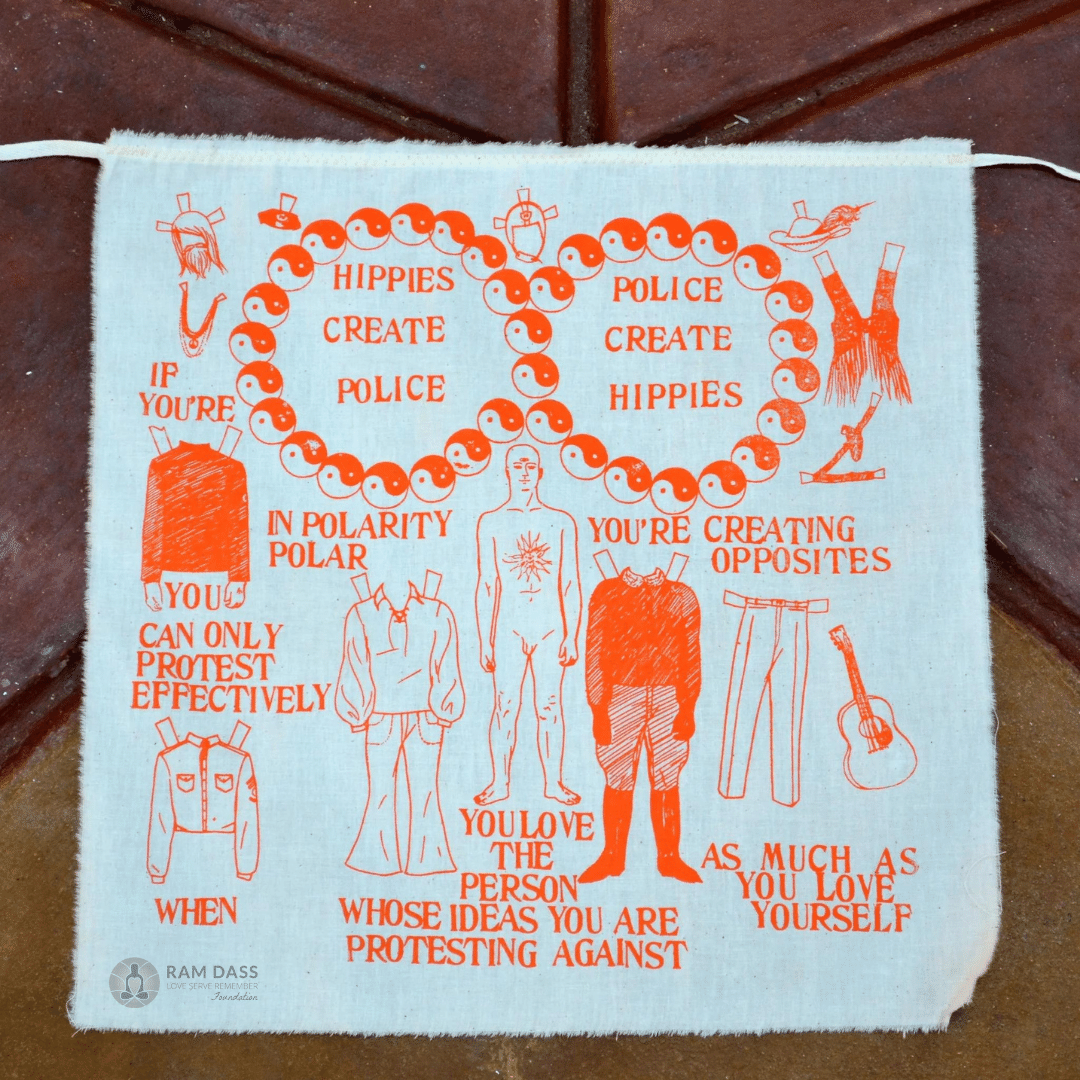 HIPPIES
CREATE
POLICE
POLICE
CREATE
HIPPIES
IF
YOU'RE
IN POLARITY
POLAR
YOU'RE CREATING
OPPOSITES
YOU
CAN ONLY
PROTEST
EFFECTIVELY
WHEN
YOU LOVE
THE
PERSON
WHOSE IDEAS YOU ARE
PROTESTING AGAINST
AS MUCH AS
YOU LOVE
YOURSELF
RAM DASS
LOVE SERVE REMEMBER
Foundation